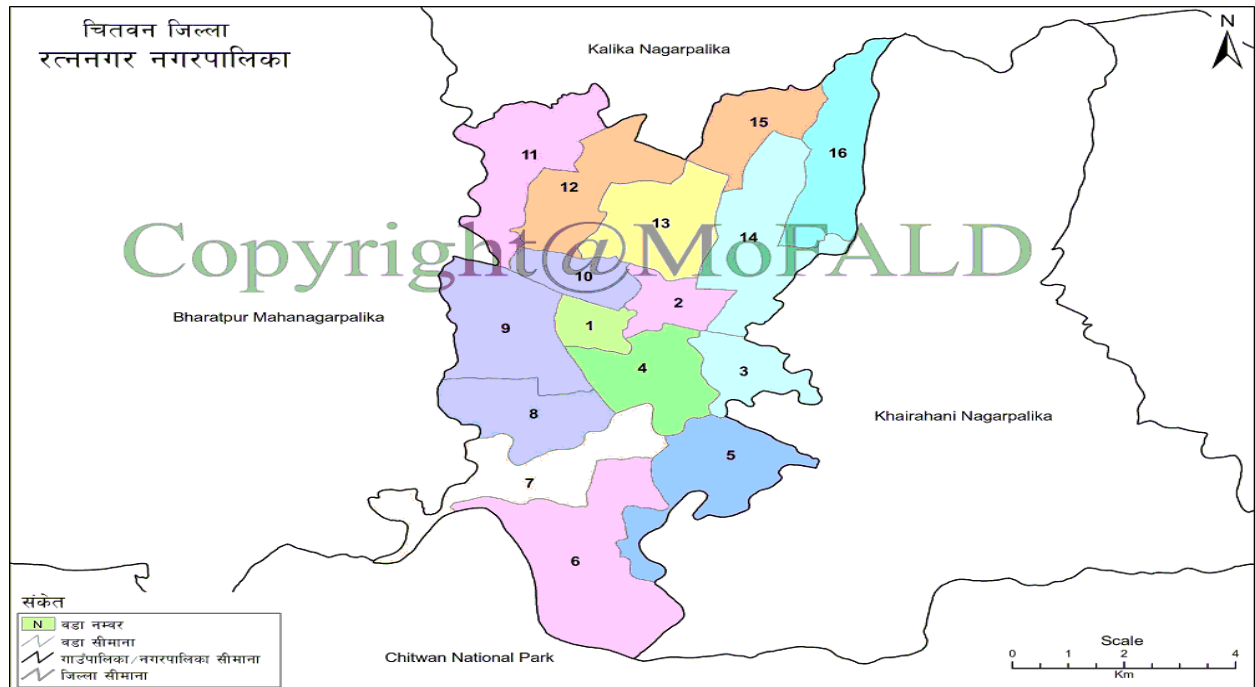 चितवन जिल्ला
रत्ननगर नगरपालिका
N
Kalika Nagarpalika
15
11
16
12
13
14
Copyright@MoFALD
10
2
Bharatpur Mahanagarpalika
9
1
4
3
8
Khairahani Nagarpalika
5
7
6
संकेत
N वडा नम्बर
वडा सीमाना
गाउँपालिका/नगरपालिका सीमाना
जिल्ला सीमाना
Chitwan National Park
Scale
0 1 2 4
Km